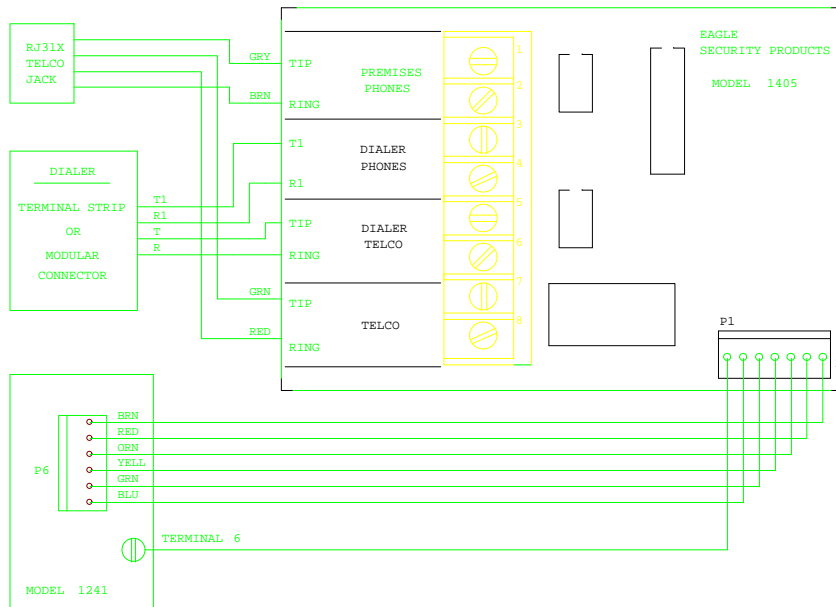 RJ31X
TELCO
JACK
GRY
BRN
TIP
RING
PREMISES
PHONES
1
2
EAGLE
SECURITY PRODUCTS
MODEL 1405
T1
R1
DIALER
PHONES
3
4
DIALER
TERMINAL STRIP
OR
MODULAR
CONNECTOR
T1
R1
T
R
TIP
RING
DIALER
TELCO
5
6
GRN
RED
TIP
RING
TELCO
7
8
P1
P6
BRN
RED
ORN
YELL
GRN
BLU
TERMINAL 6
MODEL 1241